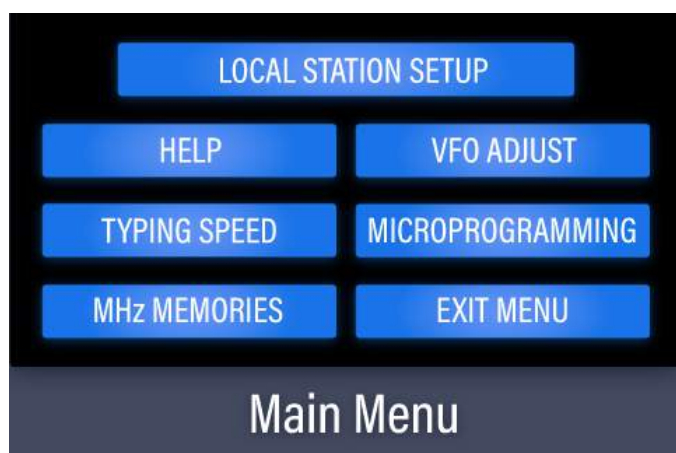 LOCAL STATION SETUP
HELP
VFO ADJUST
TYPING SPEED
MICROPROGRAMMING
MHz MEMORIES
EXIT MENU
Main Menu